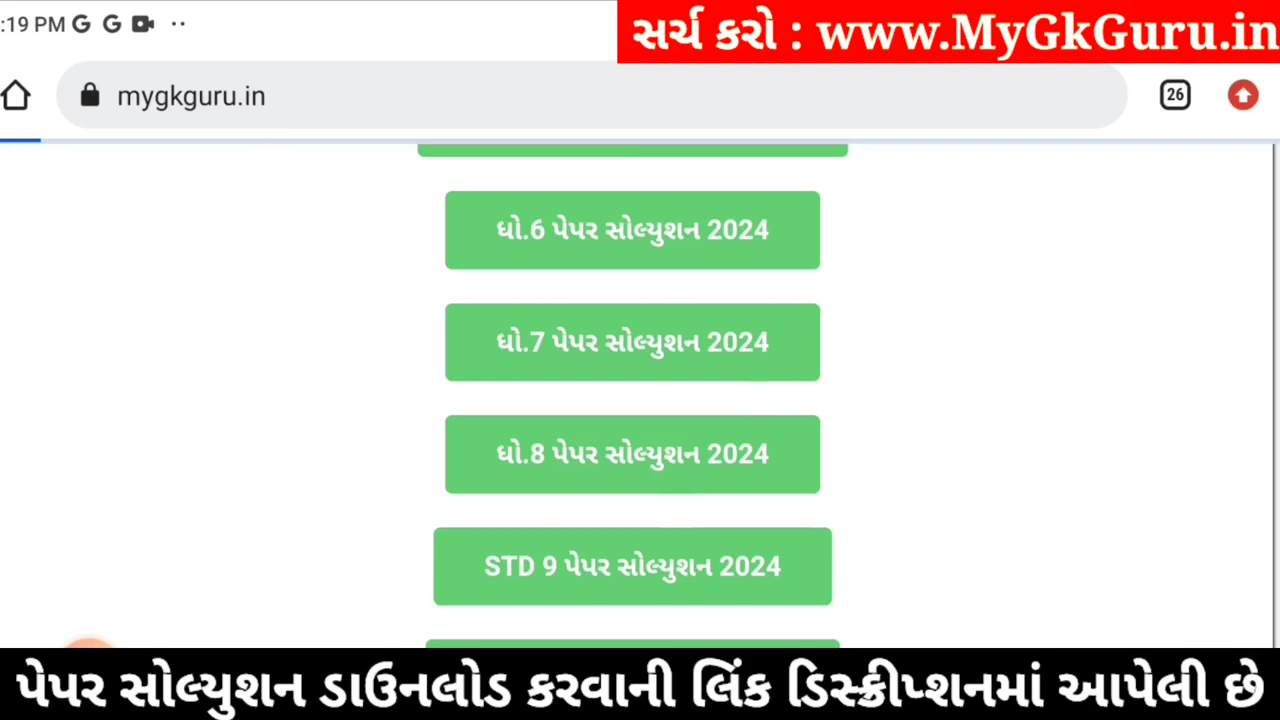 :19 PM G G
સર્ચ કરો : www.MyGkGuru.in
mygkguru.in
26
ધો.6 પેપર સોલ્યુશન 2024
ધો.7 પેપર સોલ્યુશન 2024
ધો.8 પેપર સોલ્યુશન 2024
STD 9 પેપર સોલ્યુશન 2024
પેપર સોલ્યુશન ડાઉનલોડ કરવાની લિંક ડિસ્ક્રીપ્શનમાં આપેલી છે